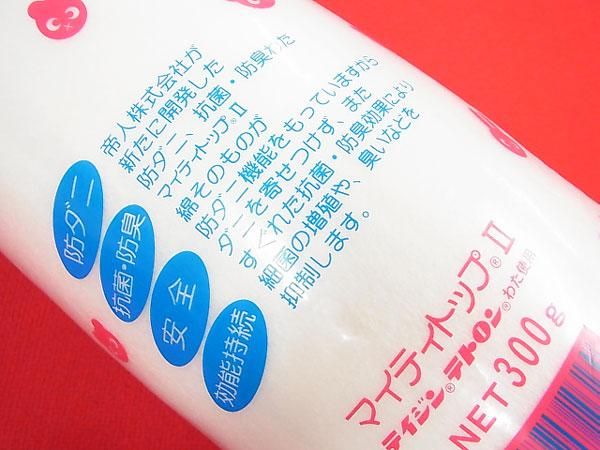 帝人株式会社が
新たに開発した
防ダニ、抗菌・防臭わた
マイティトップ®Ⅱ
綿そのものが
防ダニ機能をもっていますから
ダニを寄せつけず、また
すぐれた抗菌・防臭効果により
細菌の増殖や、臭いなどを
抑制します。
防ダニ
抗菌・防臭
安全
効能持続
マイティトップ®Ⅱ
テイジン®テトロン®わた使用
NET300g